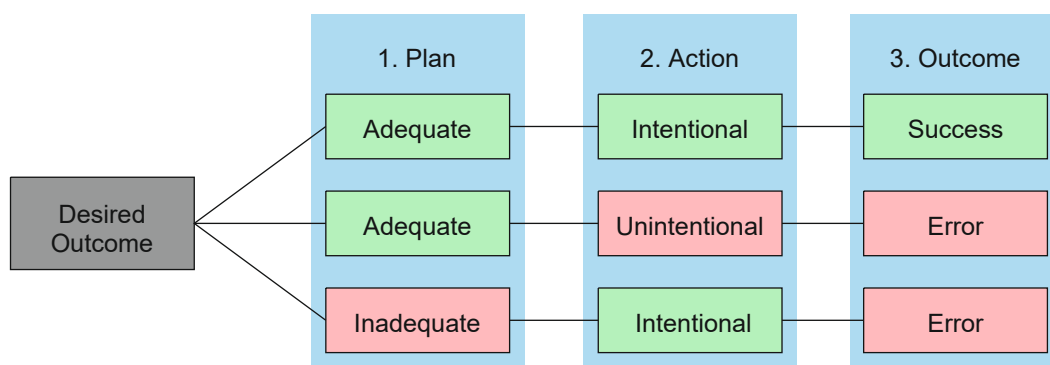 1. Plan
2. Action
3. Outcome
Adequate
Intentional
Success
Desired
Outcome
Adequate
Unintentional
Error
Inadequate
Intentional
Error